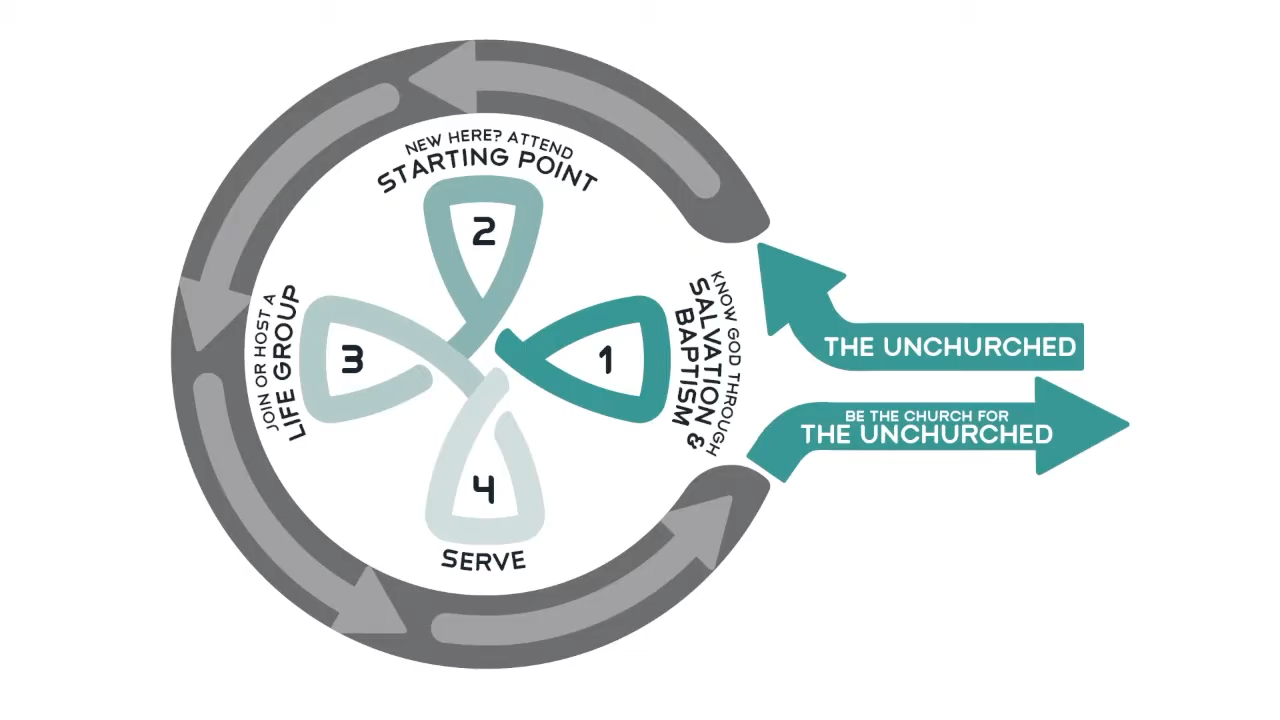 NEW HERE? ATTEND
STARTING POINT
2
JOIN OR HOST A
LIFE GROUP
3
1
KNOW GOD THROUGH
SALVATION &
BAPTISM
4
SERVE
THE UNCHURCHED
BE THE CHURCH FOR
THE UNCHURCHED